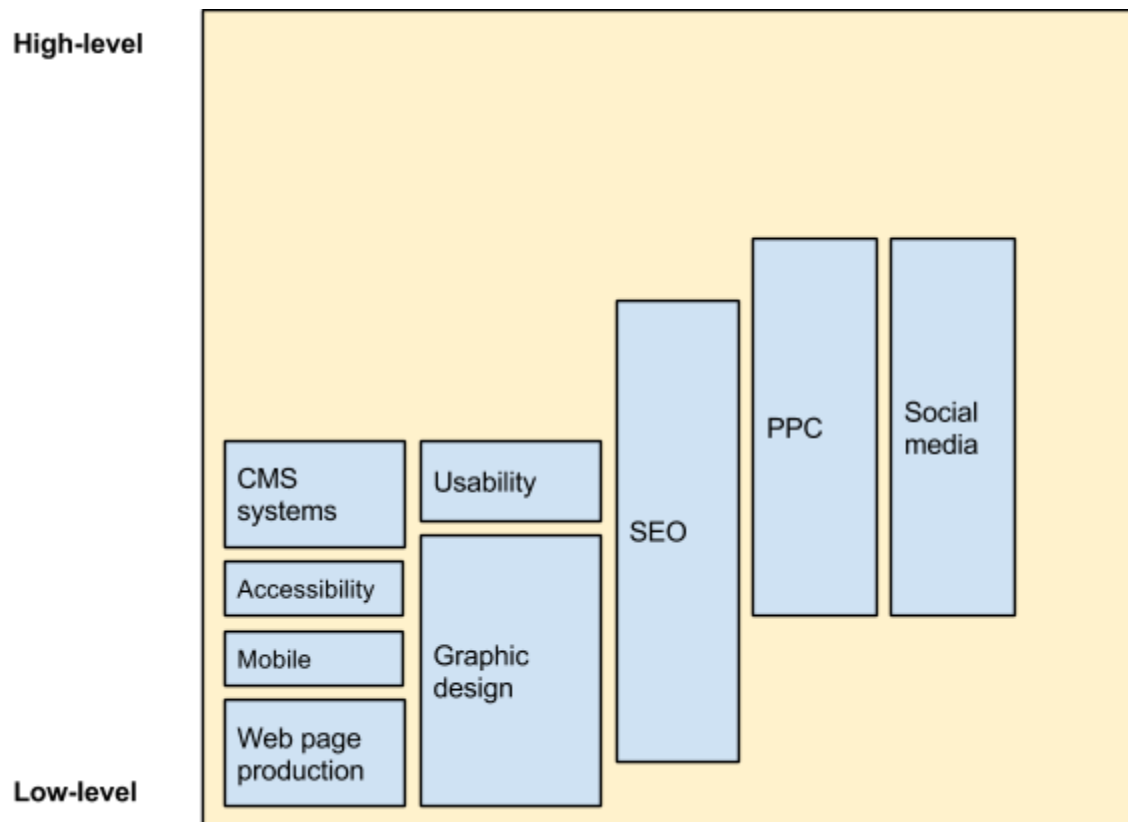 High-level
CMS
systems
Accessibility
Mobile
Web page
production
Usability
Graphic
design
SEO
PPC
Social
media
Low-level